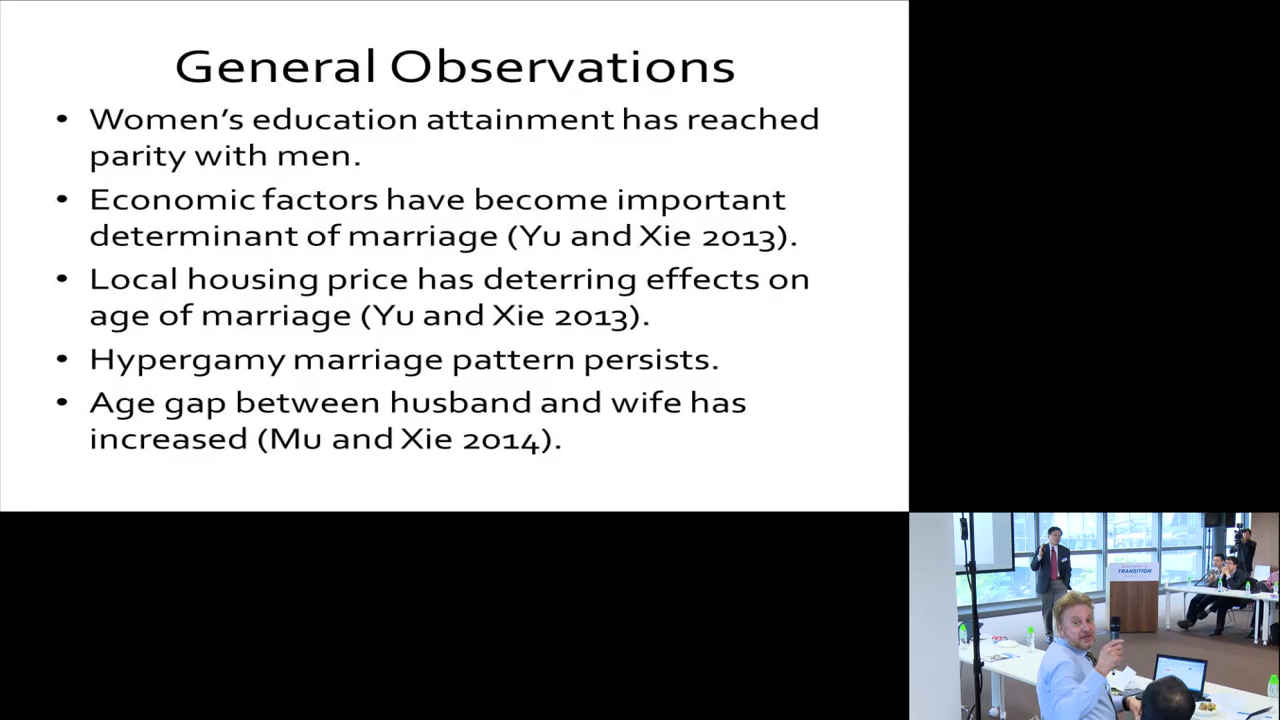 General Observations
• Women's education attainment has reached
parity with men.
• Economic factors have become important
determinant of marriage (Yu and Xie 2013).
• Local housing price has deterring effects on
age of marriage (Yu and Xie 2013).
• Hypergamy marriage pattern persists.
• Age gap between husband and wife has
increased (Mu and Xie 2014).
TRANSITION